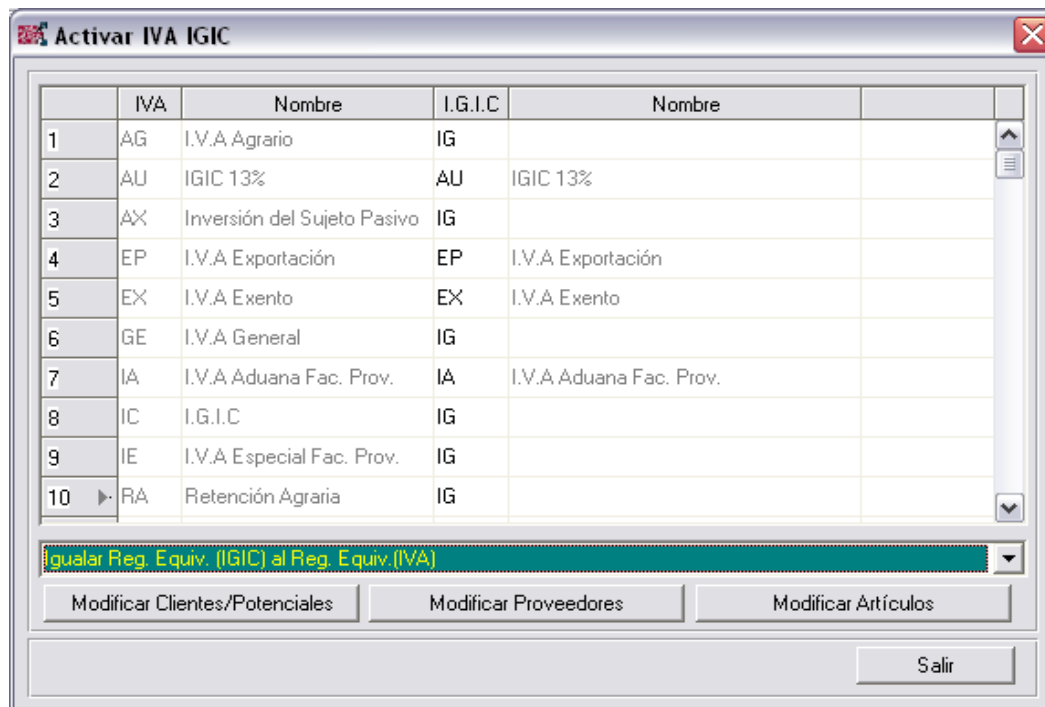 Activar IVA IGIC
IVA Nombre I.G.I.C Nombre
1 AG I.V.A Agrario IG
2 AU IGIC 13% AU IGIC 13%
3 AX Inversión del Sujeto Pasivo IG
4 EP I.V.A Exportación EP I.V.A Exportación
5 EX I.V.A Exento EX I.V.A Exento
6 GE I.V.A General IG
7 IA I.V.A Aduana Fac. Prov. IA I.V.A Aduana Fac. Prov.
8 IC I.G.I.C IG
9 IE I.V.A Especial Fac. Prov. IG
10 RA Retención Agraria IG
Igualar Reg. Equiv. (IGIC) al Reg. Equiv.(IVA)
Modificar Clientes/Potenciales Modificar Proveedores Modificar Artículos
Salir